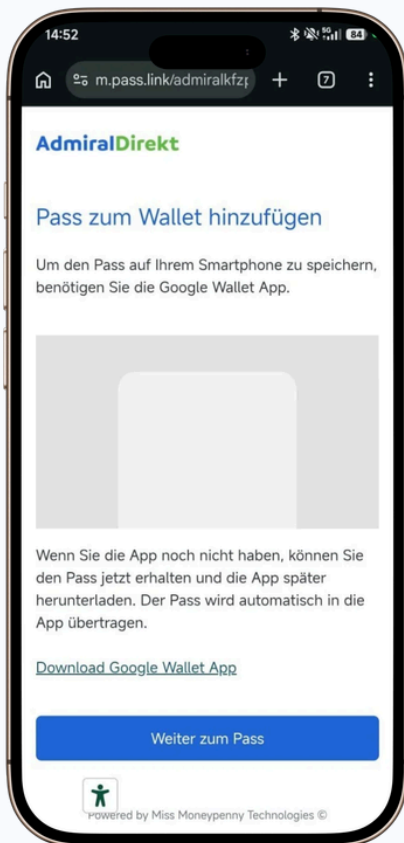 14:52
5G 84
m.pass.link/admiralkfzp
7
AdmiralDirekt
Pass zum Wallet hinzufügen
Um den Pass auf Ihrem Smartphone zu speichern,
benötigen Sie die Google Wallet App.
Wenn Sie die App noch nicht haben, können Sie
den Pass jetzt erhalten und die App später
herunterladen. Der Pass wird automatisch in die
App übertragen.
Download Google Wallet App
Weiter zum Pass
Powered by Miss Moneypenny Technologies ©